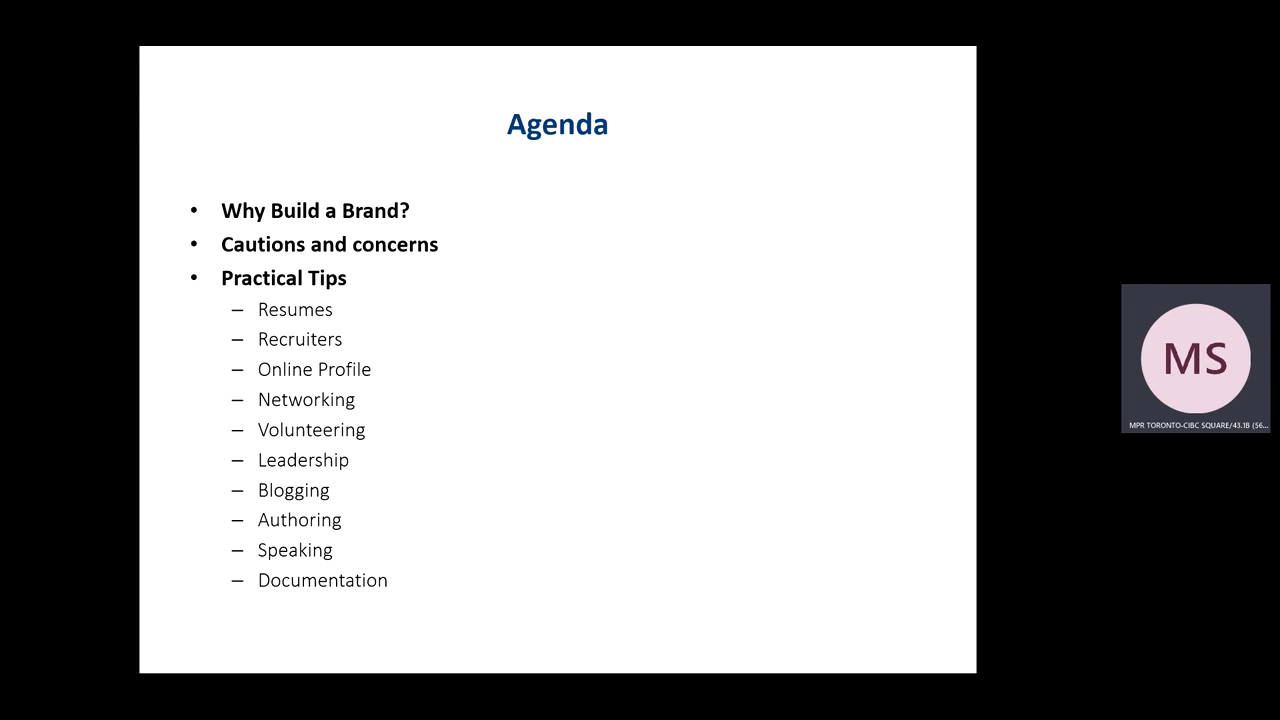 Agenda
• Why Build a Brand?
• Cautions and concerns
• Practical Tips
– Resumes
– Recruiters
– Online Profile
– Networking
– Volunteering
– Leadership
– Blogging
– Authoring
– Speaking
– Documentation
MS
MPR TORONTO-CIBC SQUARE/43.1B (56...